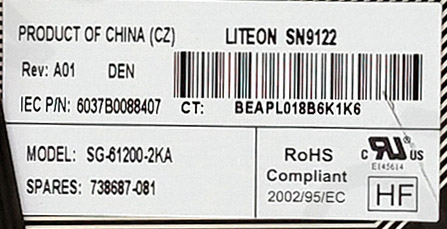 PRODUCT OF CHINA (CZ) LITEON SN9122
Rev: A01 DEN
IEC P/N: 6037B0088407 CT: BEAPL018B6K1K6
MODEL: SG-61200-2KA
SPARES: 738687-081
RoHS
Compliant
2002/95/EC
c RU US
E145614
HF